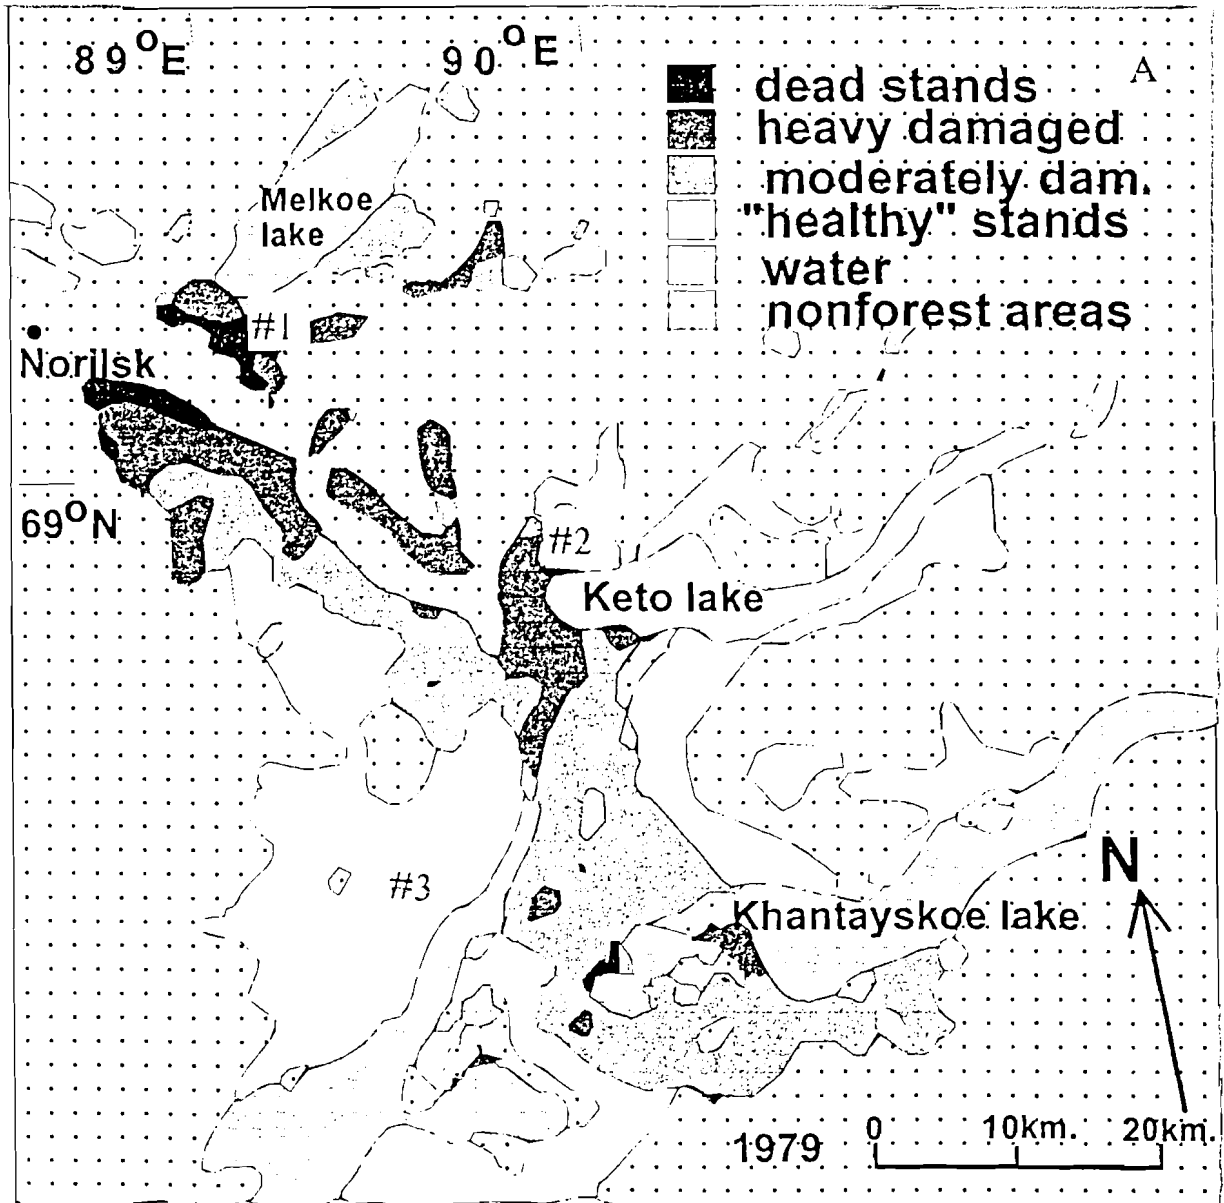 89°E
90°E
A
dead stands
heavy damaged
moderately dam.
"healthy" stands
water
nonforest areas
Melkoe
lake
#1
Norilsk
69°N
#2
Keto lake
#3
N
Khantayskoe lake
1979
0 10km. 20km.